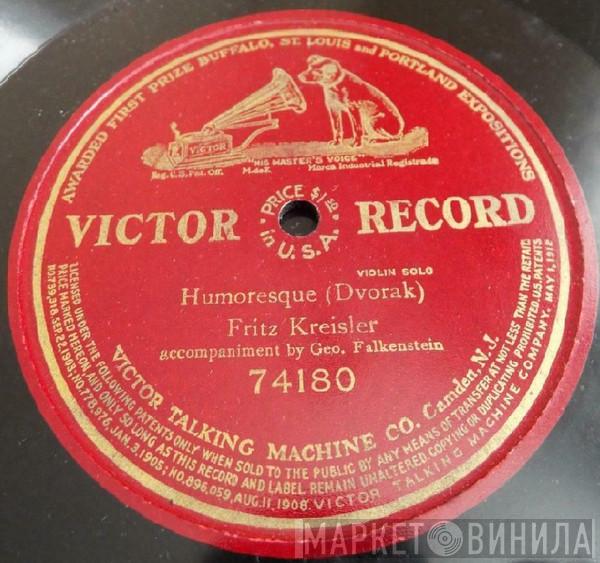 AWARDED FIRST PRIZE BUFFALO, ST. LOUIS and PORTLAND EXPOSITIONS
VICTOR
"HIS MASTER'S VOICE"
Reg. U.S. Pat. Off. M.deF. Marca Industrial Registrada
PRICE $1.50
in U.S.A.
VICTOR RECORD
VIOLIN SOLO
Humoresque (Dvorak)
Fritz Kreisler
accompaniment by Geo. Falkenstein
74180
VICTOR TALKING MACHINE CO. Camden, N.J.
LICENSED UNDER THE FOLLOWING PATENTS ONLY WHEN SOLD TO THE PUBLIC BY ANY MEANS OF TRANSFER AT NOT LESS THAN THE RETAIL
PRICE MARKED HEREON, AND ONLY SO LONG AS THIS RECORD AND LABEL REMAIN UNALTERED COPYING OR DUPLICATING PROHIBITED. U.S. PATENTS
NO. 739,318, SEP. 22, 1903; NO. 778,976, JAN. 3, 1905; NO. 896,059 AUG. 11, 1908. VICTOR TALKING MACHINE COMPANY. MAY 1, 1912
МАРКЕТ ВИНИЛА